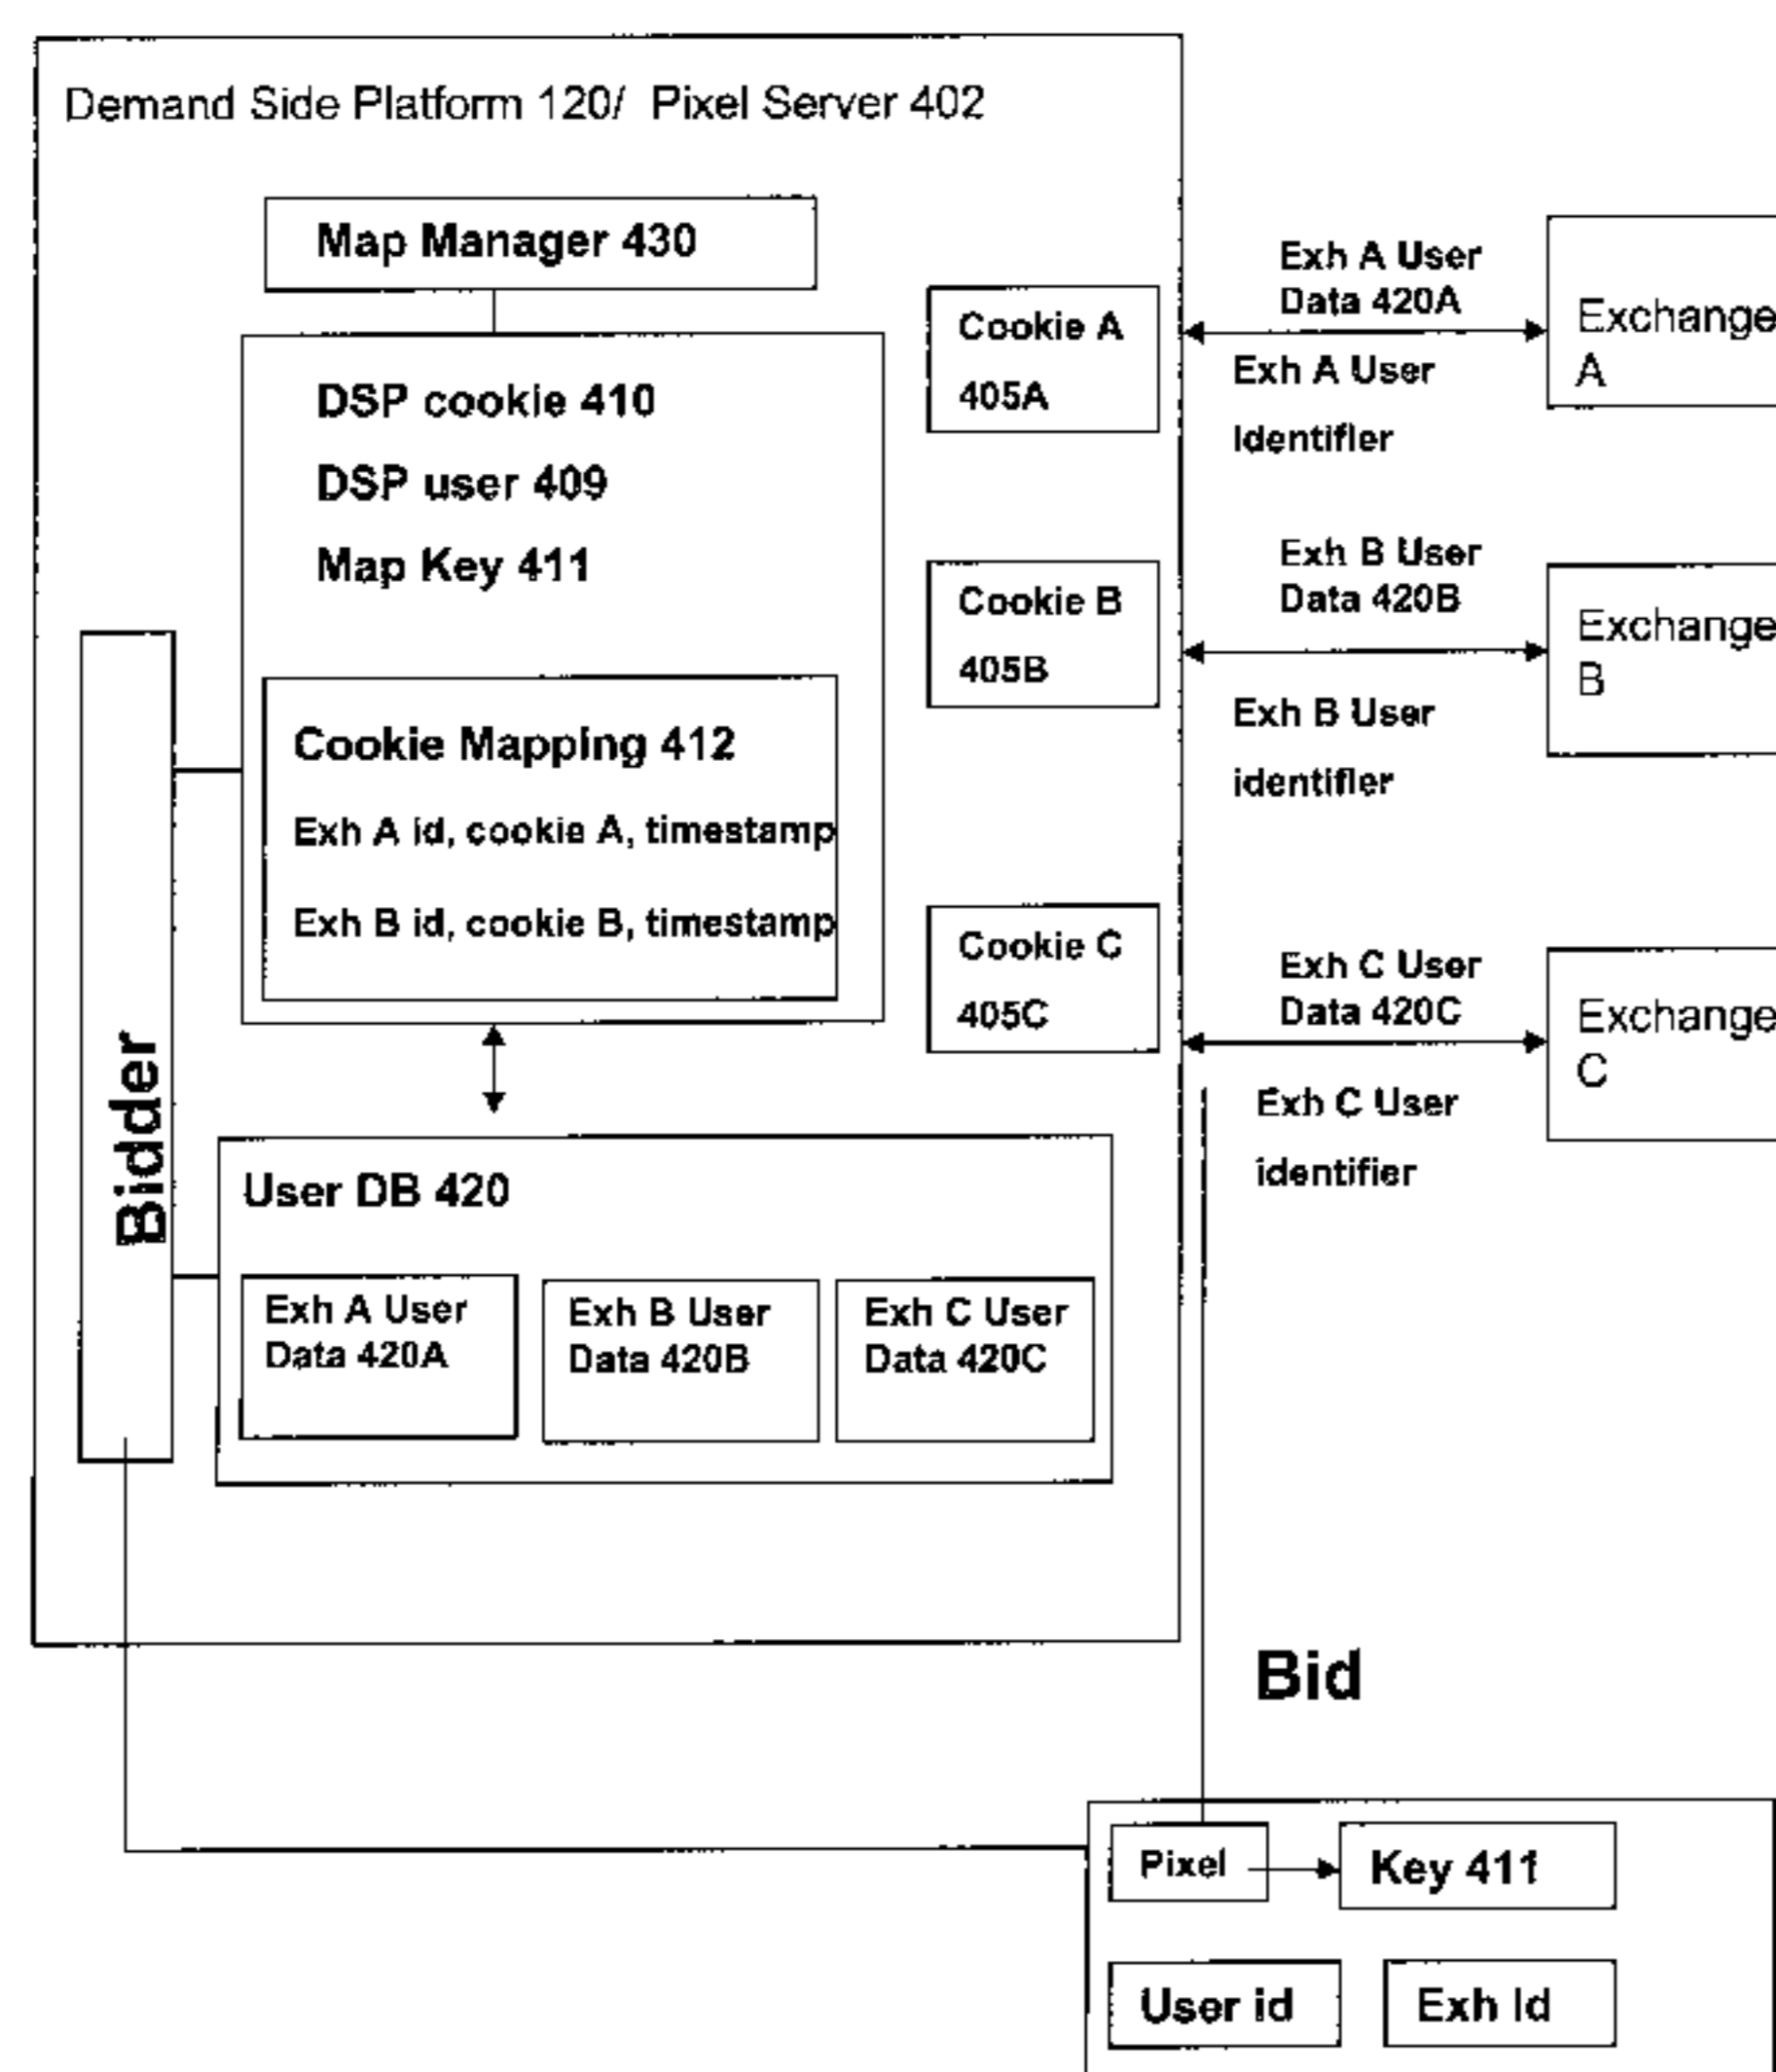 Demand Side Platform 120/ Pixel Server 402
Map Manager 430
DSP cookie 410
DSP user 409
Map Key 411
Cookie Mapping 412
Exh A id, cookie A, timestamp
Exh B id, cookie B, timestamp
Cookie A
405A
Cookie B
405B
Cookie C
405C
Exh A User
Data 420A
Exh A User
Identifier
Exchange
A
Exh B User
Data 420B
Exh B User
identifier
Exchange
B
Exh C User
Data 420C
Exh C User
identifier
Exchange
C
Bidder
User DB 420
Exh A User
Data 420A
Exh B User
Data 420B
Exh C User
Data 420C
Bid
Pixel
Key 411
User id
Exh Id